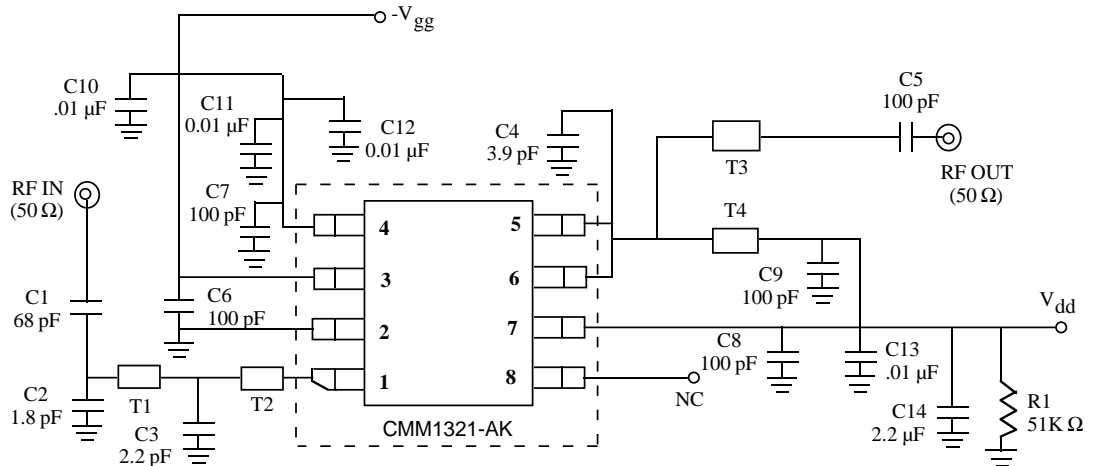 -Vgg
C10
.01 µF
C11
0.01 µF
C12
0.01 µF
C4
3.9 pF
C5
100 pF
T3
RF OUT
(50 Ω)
RF IN
(50 Ω)
C7
100 pF
T4
4
5
3
6
C9
100 pF
C1
68 pF
C6
100 pF
2
7
Vdd
C8
100 pF
C13
.01 µF
1
8
NC
C2
1.8 pF
T1
T2
C3
2.2 pF
CMM1321-AK
C14
2.2 µF
R1
51K Ω